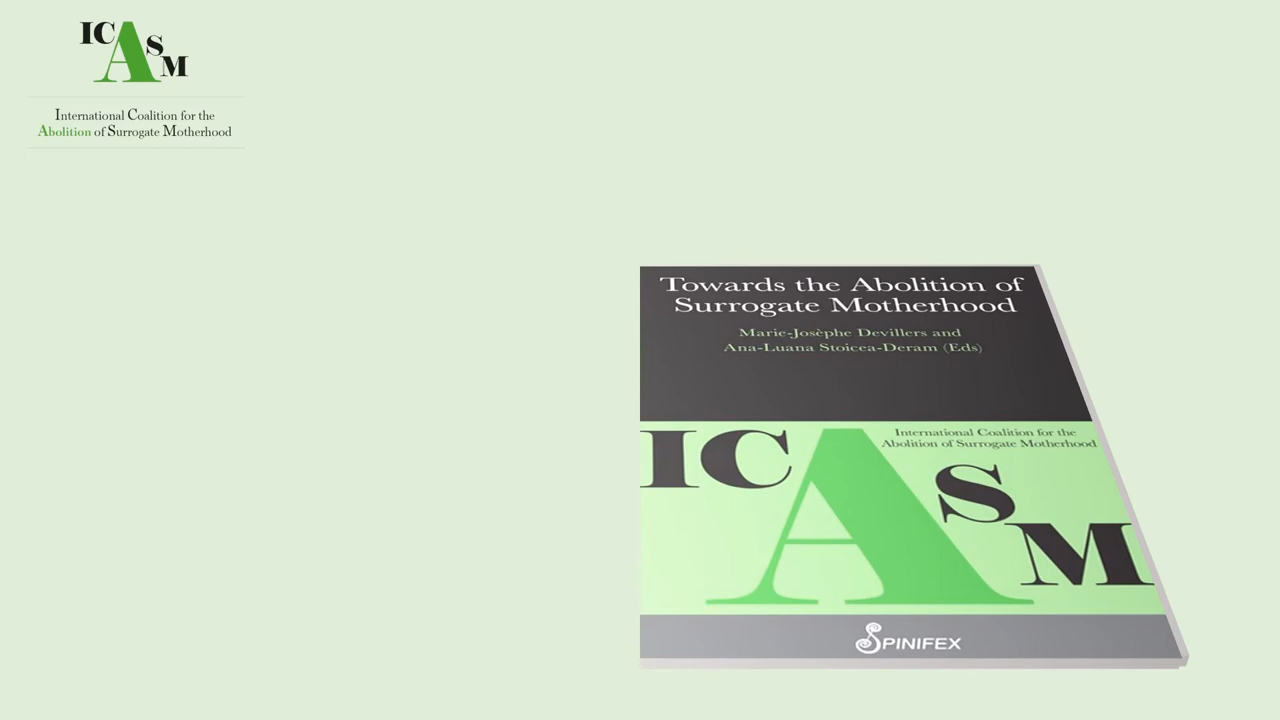 ICASM
International Coalition for the
Abolition of Surrogate Motherhood
Towards the Abolition of
Surrogate Motherhood
Marie-Josèphe Devillers and
Ana-Luana Stoicea-Deram (Eds)
International Coalition for the
Abolition of Surrogate Motherhood
ICASM
SPINIFEX